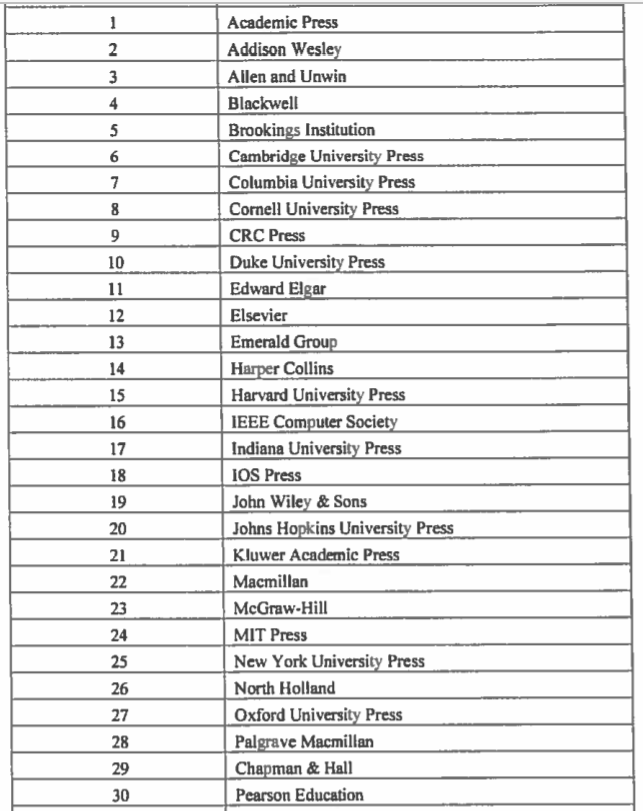 1 Academic Press
2 Addison Wesley
3 Allen and Unwin
4 Blackwell
5 Brookings Institution
6 Cambridge University Press
7 Columbia University Press
8 Cornell University Press
9 CRC Press
10 Duke University Press
11 Edward Elgar
12 Elsevier
13 Emerald Group
14 Harper Collins
15 Harvard University Press
16 IEEE Computer Society
17 Indiana University Press
18 IOS Press
19 John Wiley & Sons
20 Johns Hopkins University Press
21 Kluwer Academic Press
22 Macmillan
23 McGraw-Hill
24 MIT Press
25 New York University Press
26 North Holland
27 Oxford University Press
28 Palgrave Macmillan
29 Chapman & Hall
30 Pearson Education